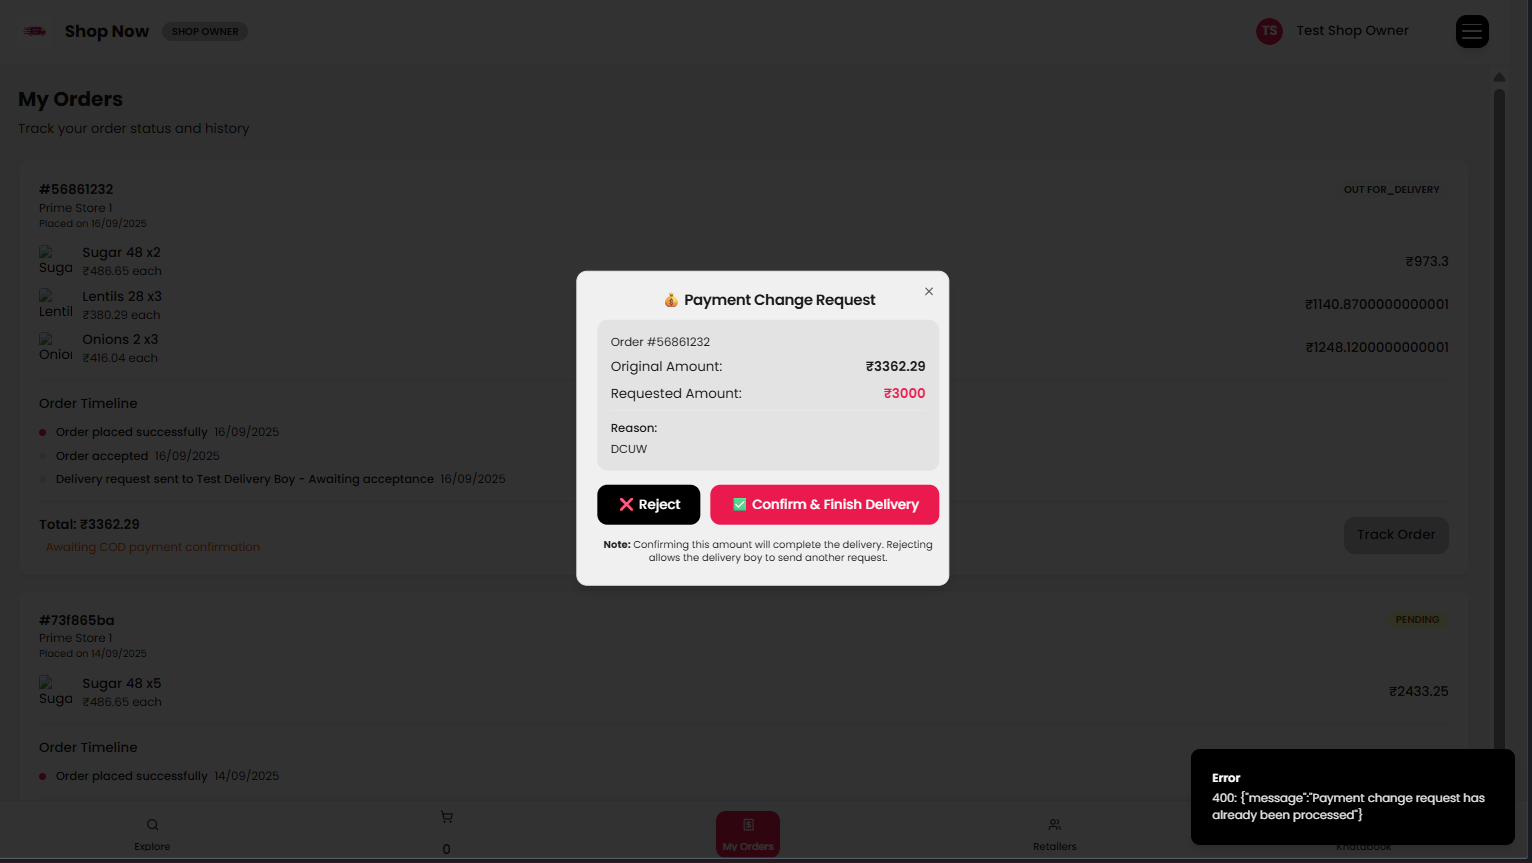 Shop Now SHOP OWNER
TS Test Shop Owner
My Orders
Track your order status and history
#56861232 OUT FOR_DELIVERY
Prime Store 1
Placed on 16/09/2025
Suga Sugar 48 x2
₹486.65 each
₹973.3
Lentil Lentils 28 x3
₹380.29 each
₹1140.8700000000001
Onion Onions 2 x3
₹416.04 each
₹1248.1200000000001
Order Timeline
Order placed successfully 16/09/2025
Order accepted 16/09/2025
Delivery request sent to Test Delivery Boy - Awaiting acceptance 16/09/2025
Total: ₹3362.29
Awaiting COD payment confirmation
Track Order
💰 Payment Change Request ×
Order #56861232
Original Amount: ₹3362.29
Requested Amount: ₹3000
Reason:
DCUW
❌ Reject
✅ Confirm & Finish Delivery
Note: Confirming this amount will complete the delivery. Rejecting
allows the delivery boy to send another request.
#73f865ba PENDING
Prime Store 1
Placed on 14/09/2025
Suga Sugar 48 x5
₹486.65 each
₹2433.25
Order Timeline
Order placed successfully 14/09/2025
Error
400: {"message":"Payment change request has
already been processed"}
Explore
0
My Orders
Retailers
Khatabook